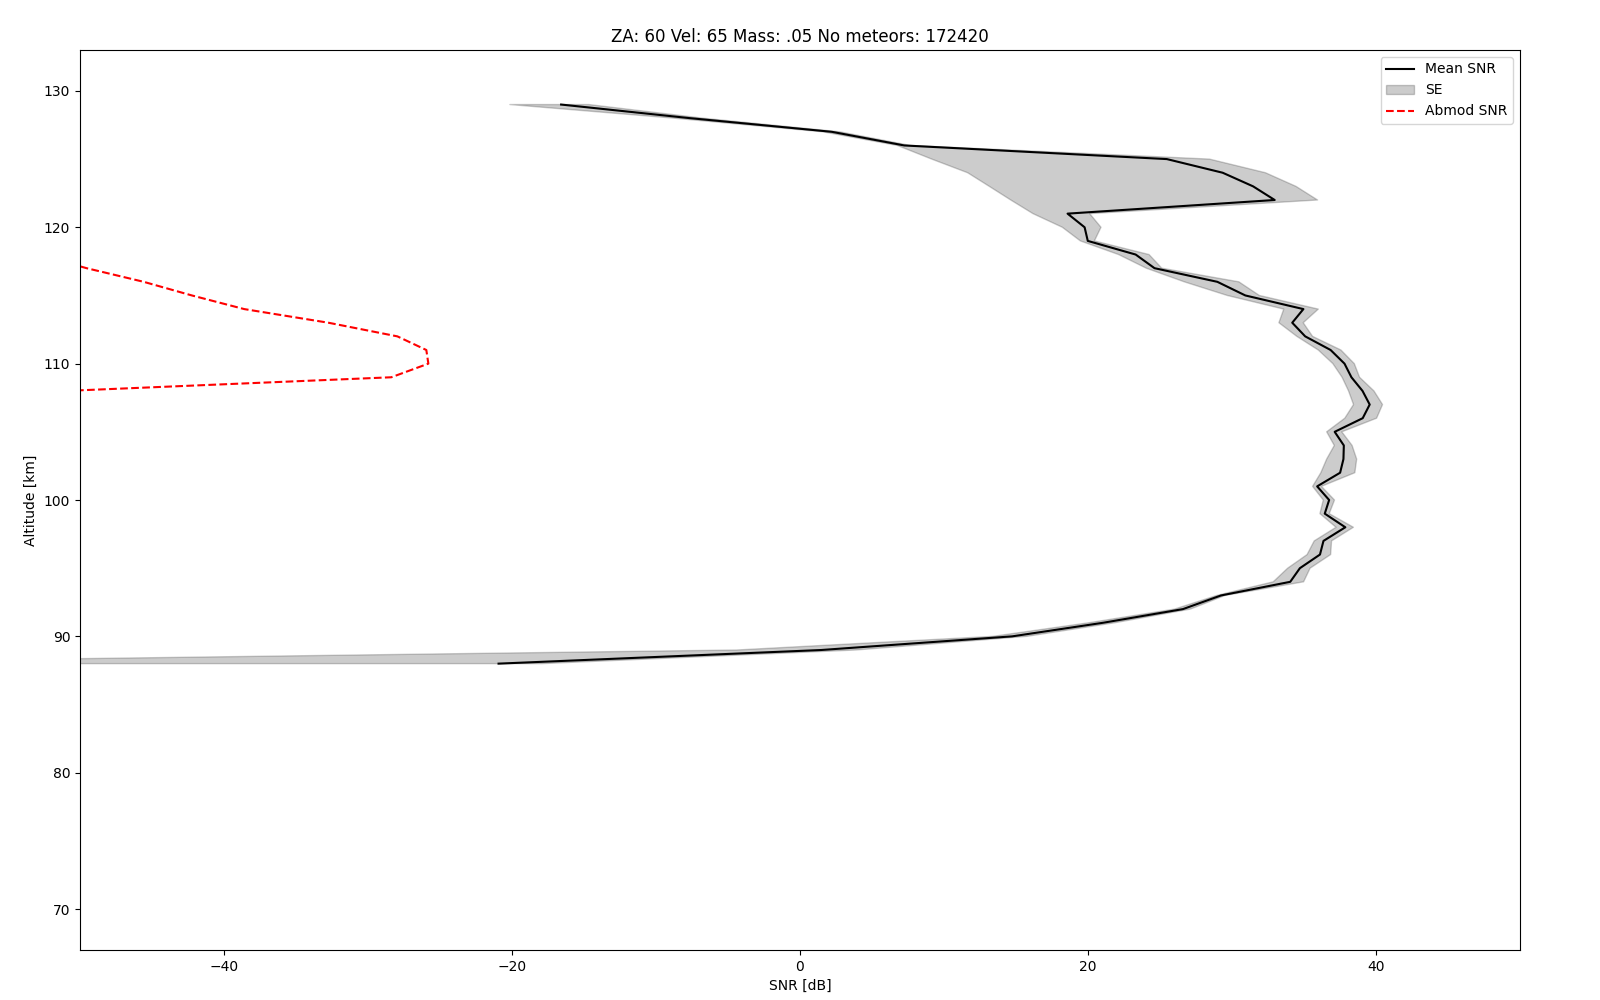 ZA: 60 Vel: 65 Mass: .05 No meteors: 172420
Mean SNR
SE
Abmod SNR
130
120
110
100
90
80
70
Altitude [km]
−40
−20
0
20
40
SNR [dB]